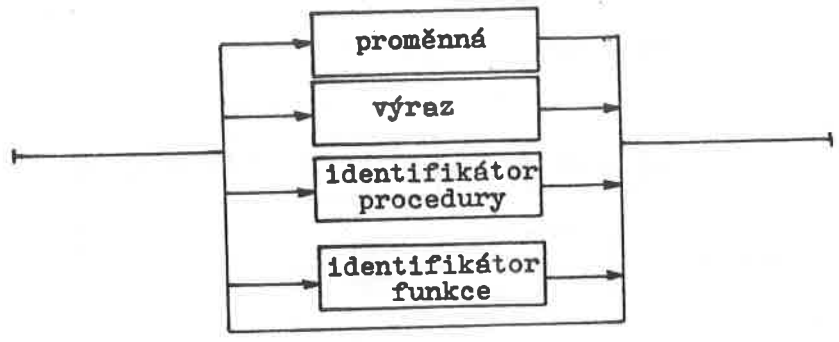 proměnná
výraz
identifikátor
procedury
identifikátor
funkce